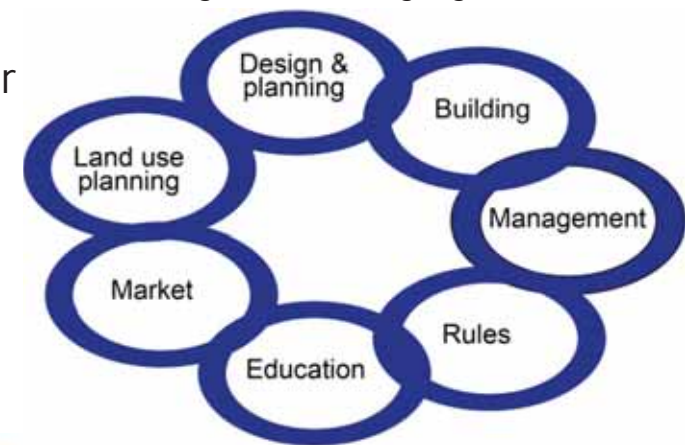 r
Design &
planning
Building
Land use
planning
Management
Market
Rules
Education